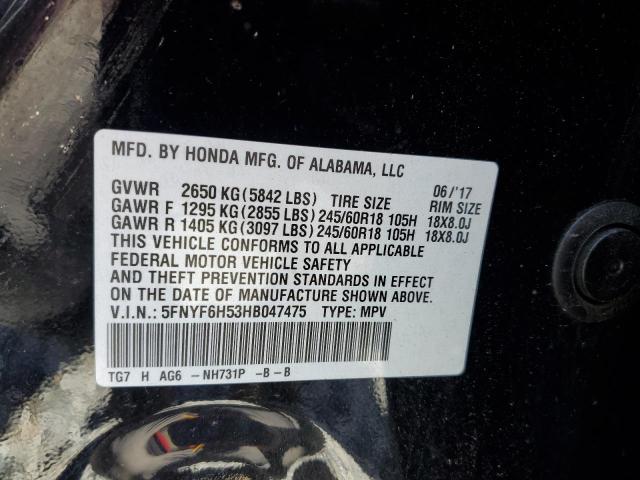 MFD. BY HONDA MFG. OF ALABAMA, LLC 06/'17
GVWR 2650 KG(5842 LBS) TIRE SIZE RIM SIZE
GAWR F 1295 KG(2855 LBS)245/60R18 105H 18X8.0J
GAWR R 1405 KG(3097 LBS)245/60R18 105H 18X8.0J
THIS VEHICLE CONFORMS TO ALL APPLICABLE
FEDERAL MOTOR VEHICLE SAFETY
AND THEFT PREVENTION STANDARDS IN EFFECT
ON THE DATE OF MANUFACTURE SHOWN ABOVE.
V.I.N.: 5FNYF6H53HB047475 TYPE: MPV
TG7 H AG6 -NH731P -B-B